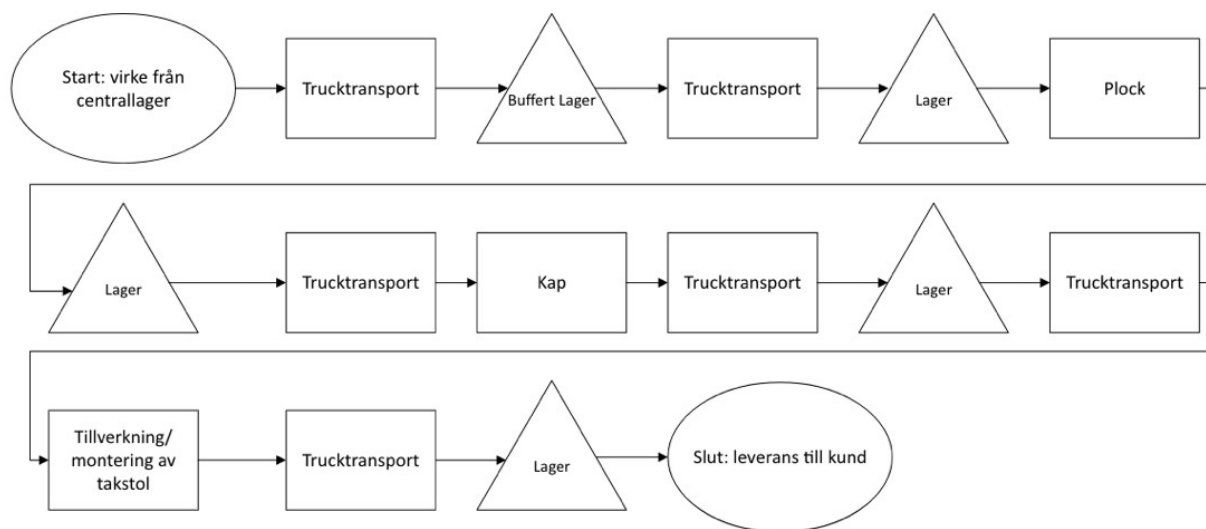 Start: virke från
centrallager
Trucktransport
Buffert Lager
Trucktransport
Lager
Plock
Lager
Trucktransport
Kap
Trucktransport
Lager
Trucktransport
Tillverkning/
montering av
takstol
Trucktransport
Lager
Slut: leverans till kund